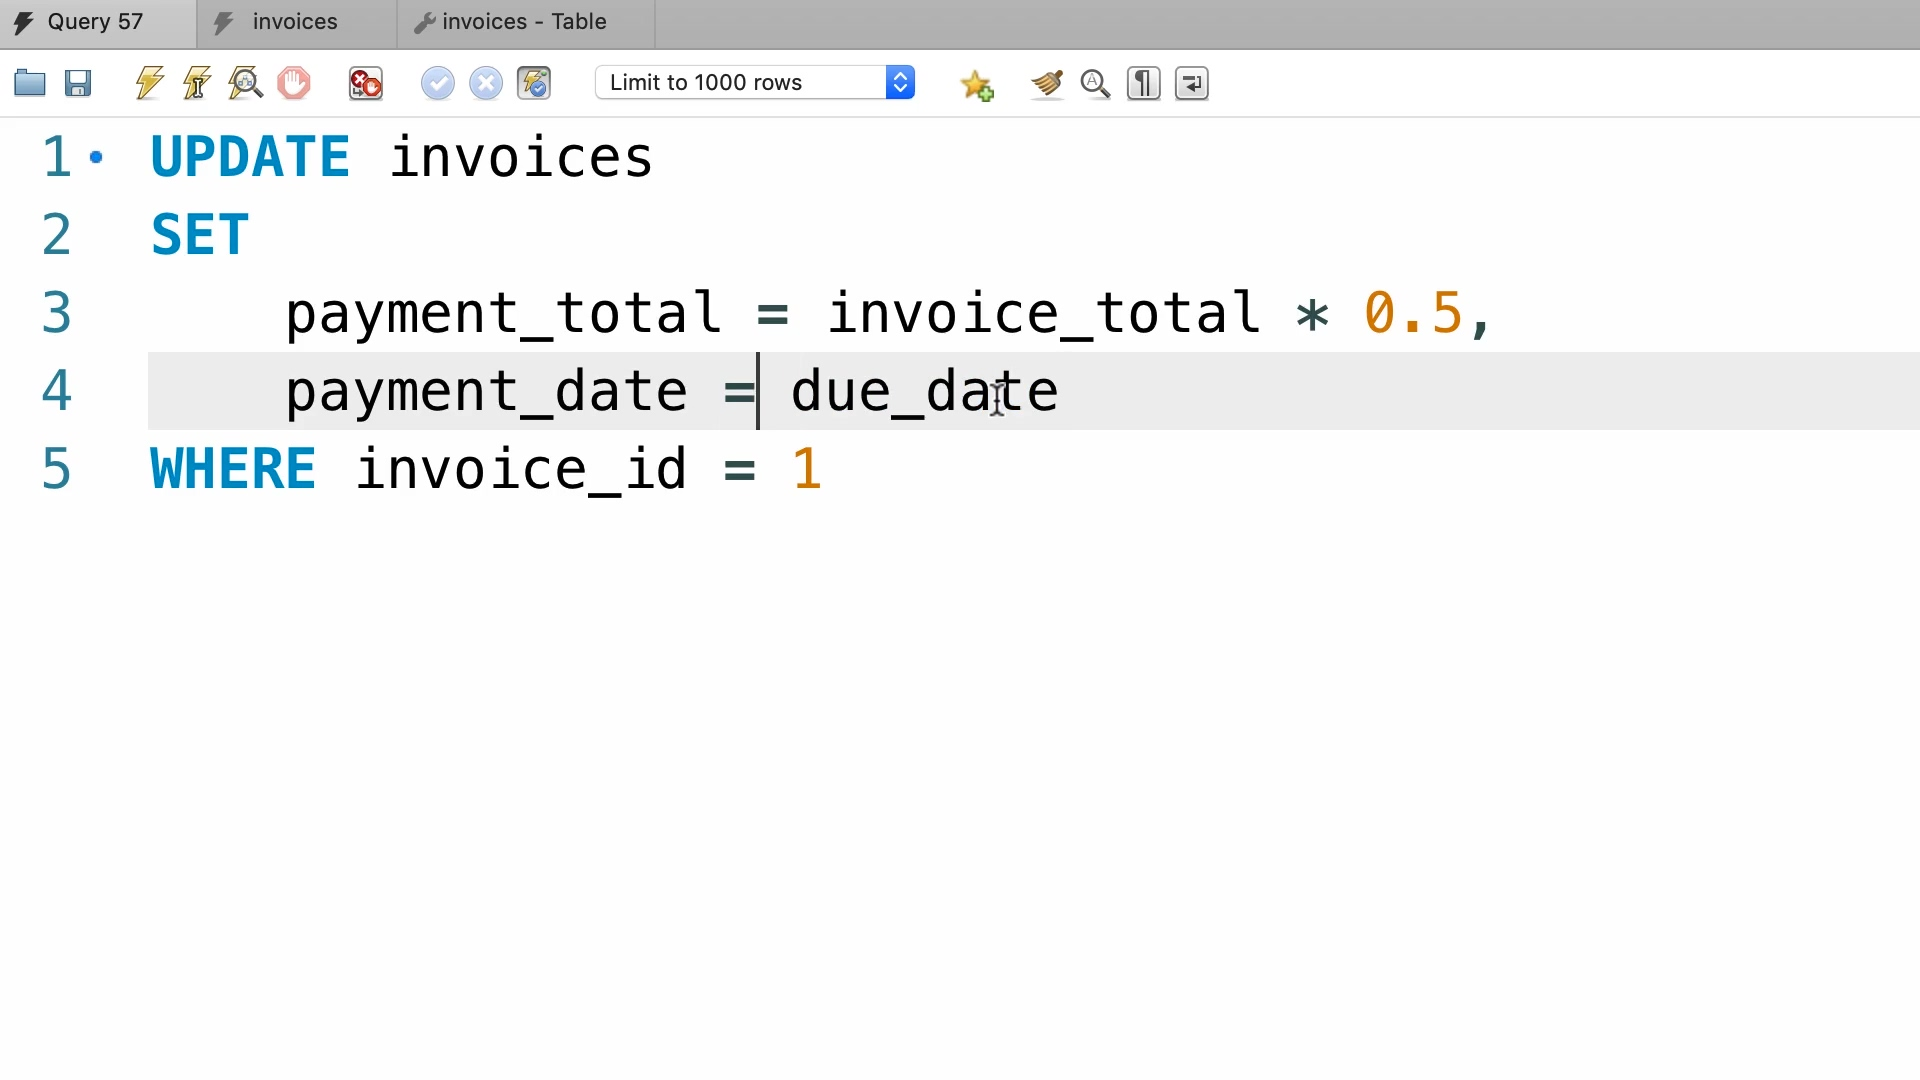 Query 57 invoices invoices - Table
Limit to 1000 rows
1 UPDATE invoices
2 SET
3 payment_total = invoice_total * 0.5,
4 payment_date = due_date
5 WHERE invoice_id = 1